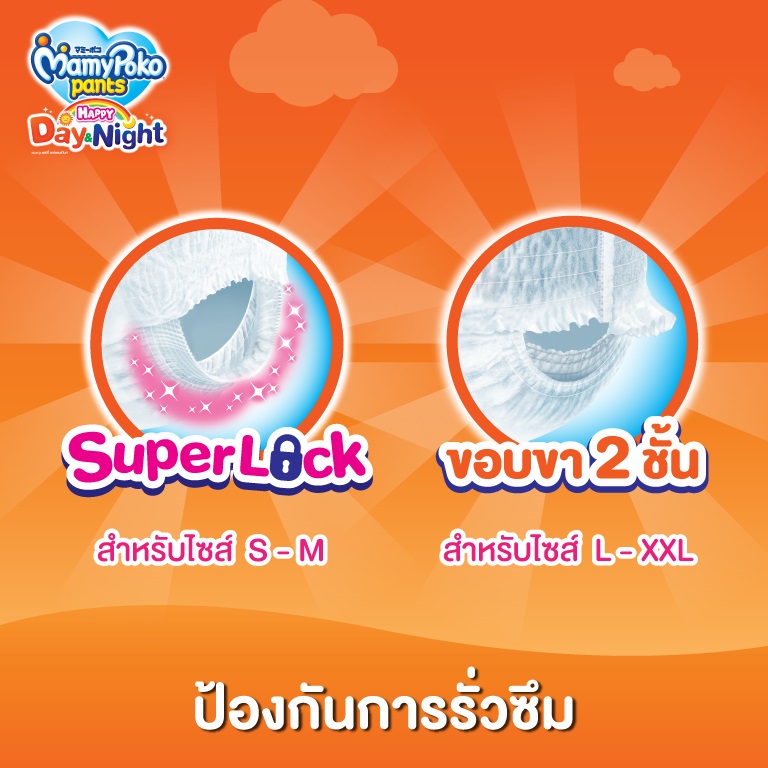 マミーポコ
MamyPoko
pants
HAPPY
Day&Night
SuperLock
ขอบขา 2 ชั้น
สำหรับไซส์ S - M
สำหรับไซส์ L - XXL
ป้องกันการรั่วซึม